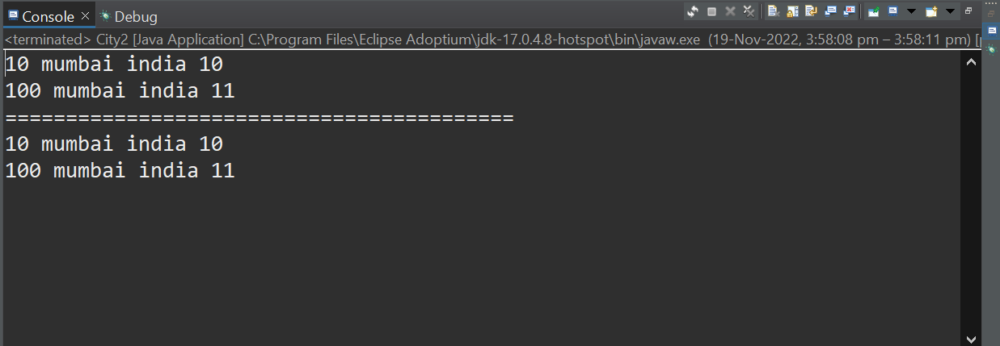 Console Debug
<terminated> City2 [Java Application] C:\Program Files\Eclipse Adoptium\jdk-17.0.4.8-hotspot\bin\javaw.exe (19-Nov-2022, 3:58:08 pm – 3:58:11 pm) [
10 mumbai india 10
100 mumbai india 11
==========================================
10 mumbai india 10
100 mumbai india 11